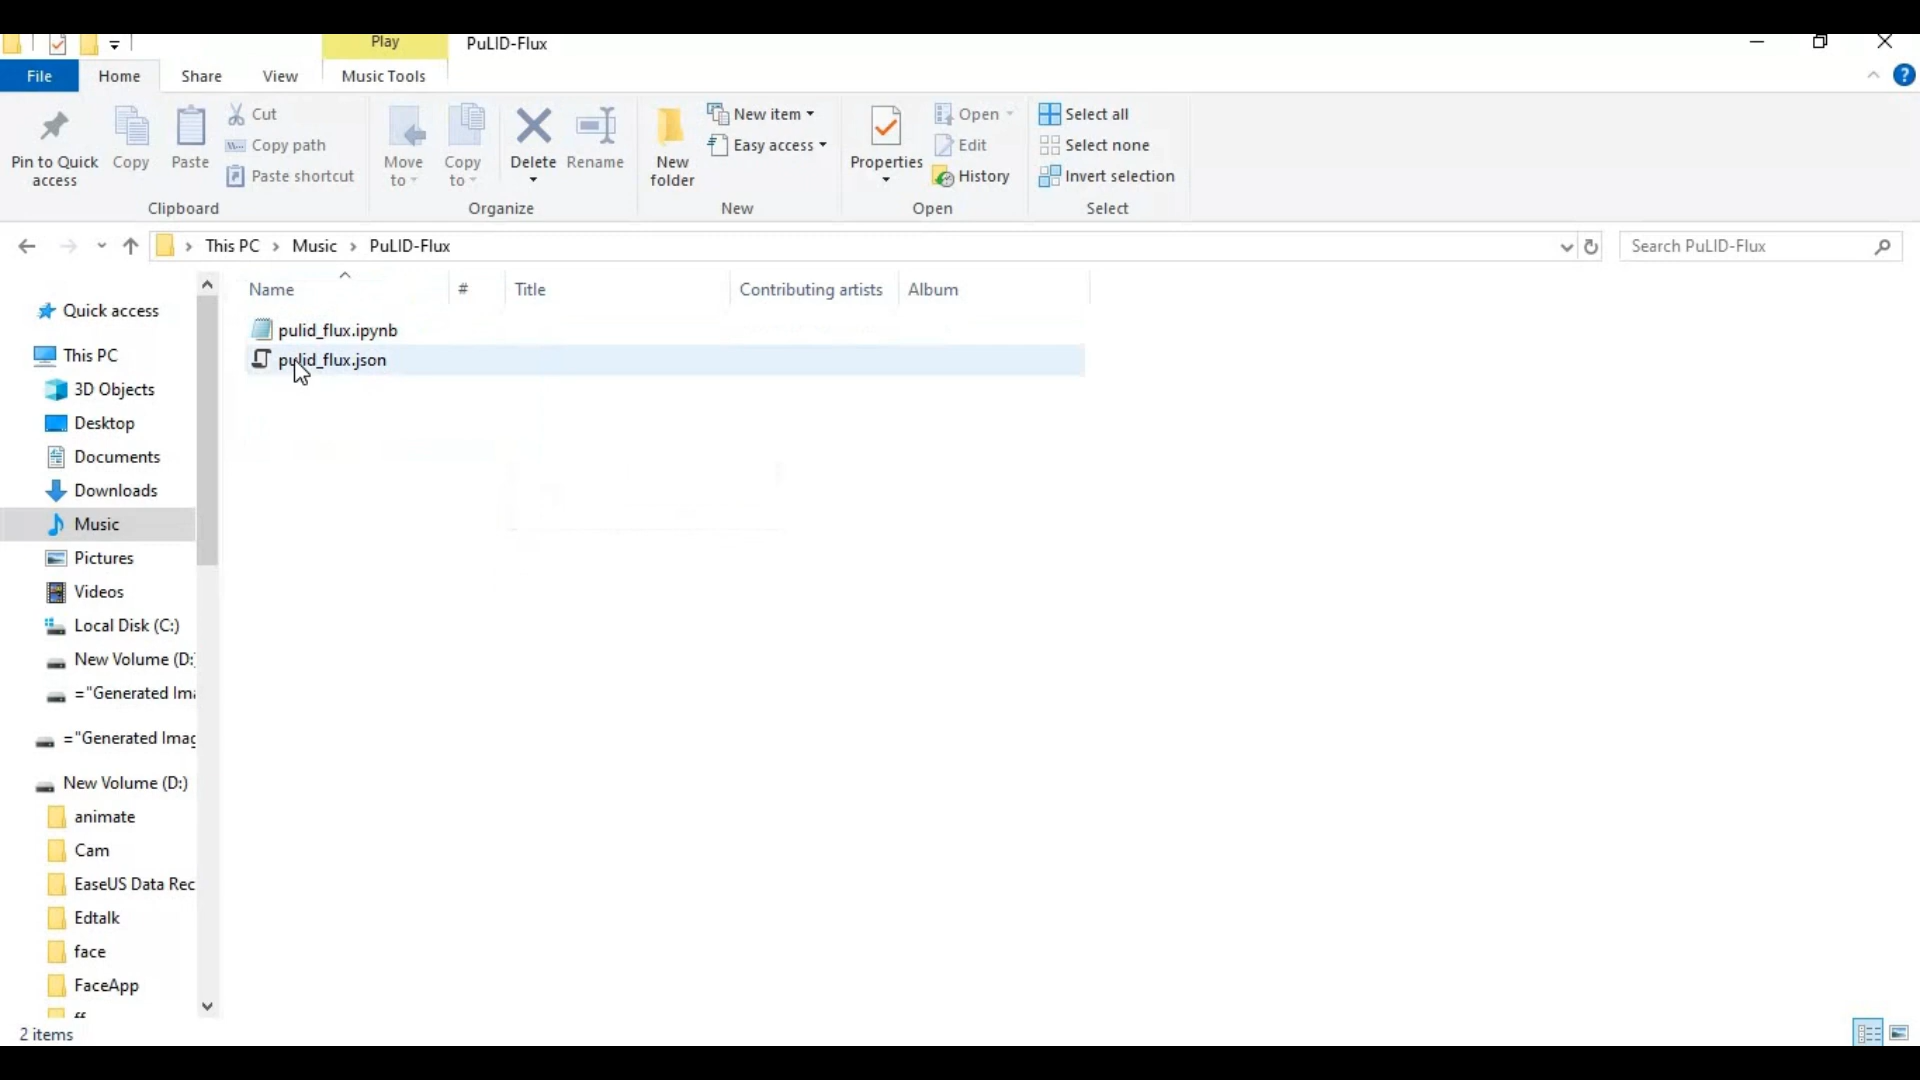 Play
PuLID-Flux
File
Home
Share
View
Music Tools
Pin to Quick access
Copy
Paste
Cut
Copy path
Paste shortcut
Clipboard
Move to
Copy to
Delete
Rename
Organize
New folder
New item
Easy access
New
Properties
Open
Edit
History
Open
Select all
Select none
Invert selection
Select
This PC > Music > PuLID-Flux
Search PuLID-Flux
Name
#
Title
Contributing artists
Album
pulid_flux.ipynb
pulid_flux.json
Quick access
This PC
3D Objects
Desktop
Documents
Downloads
Music
Pictures
Videos
Local Disk (C:)
New Volume (D:
="Generated Ima
="Generated Imag
New Volume (D:)
animate
Cam
EaseUS Data Rec
Edtalk
face
FaceApp
2 items